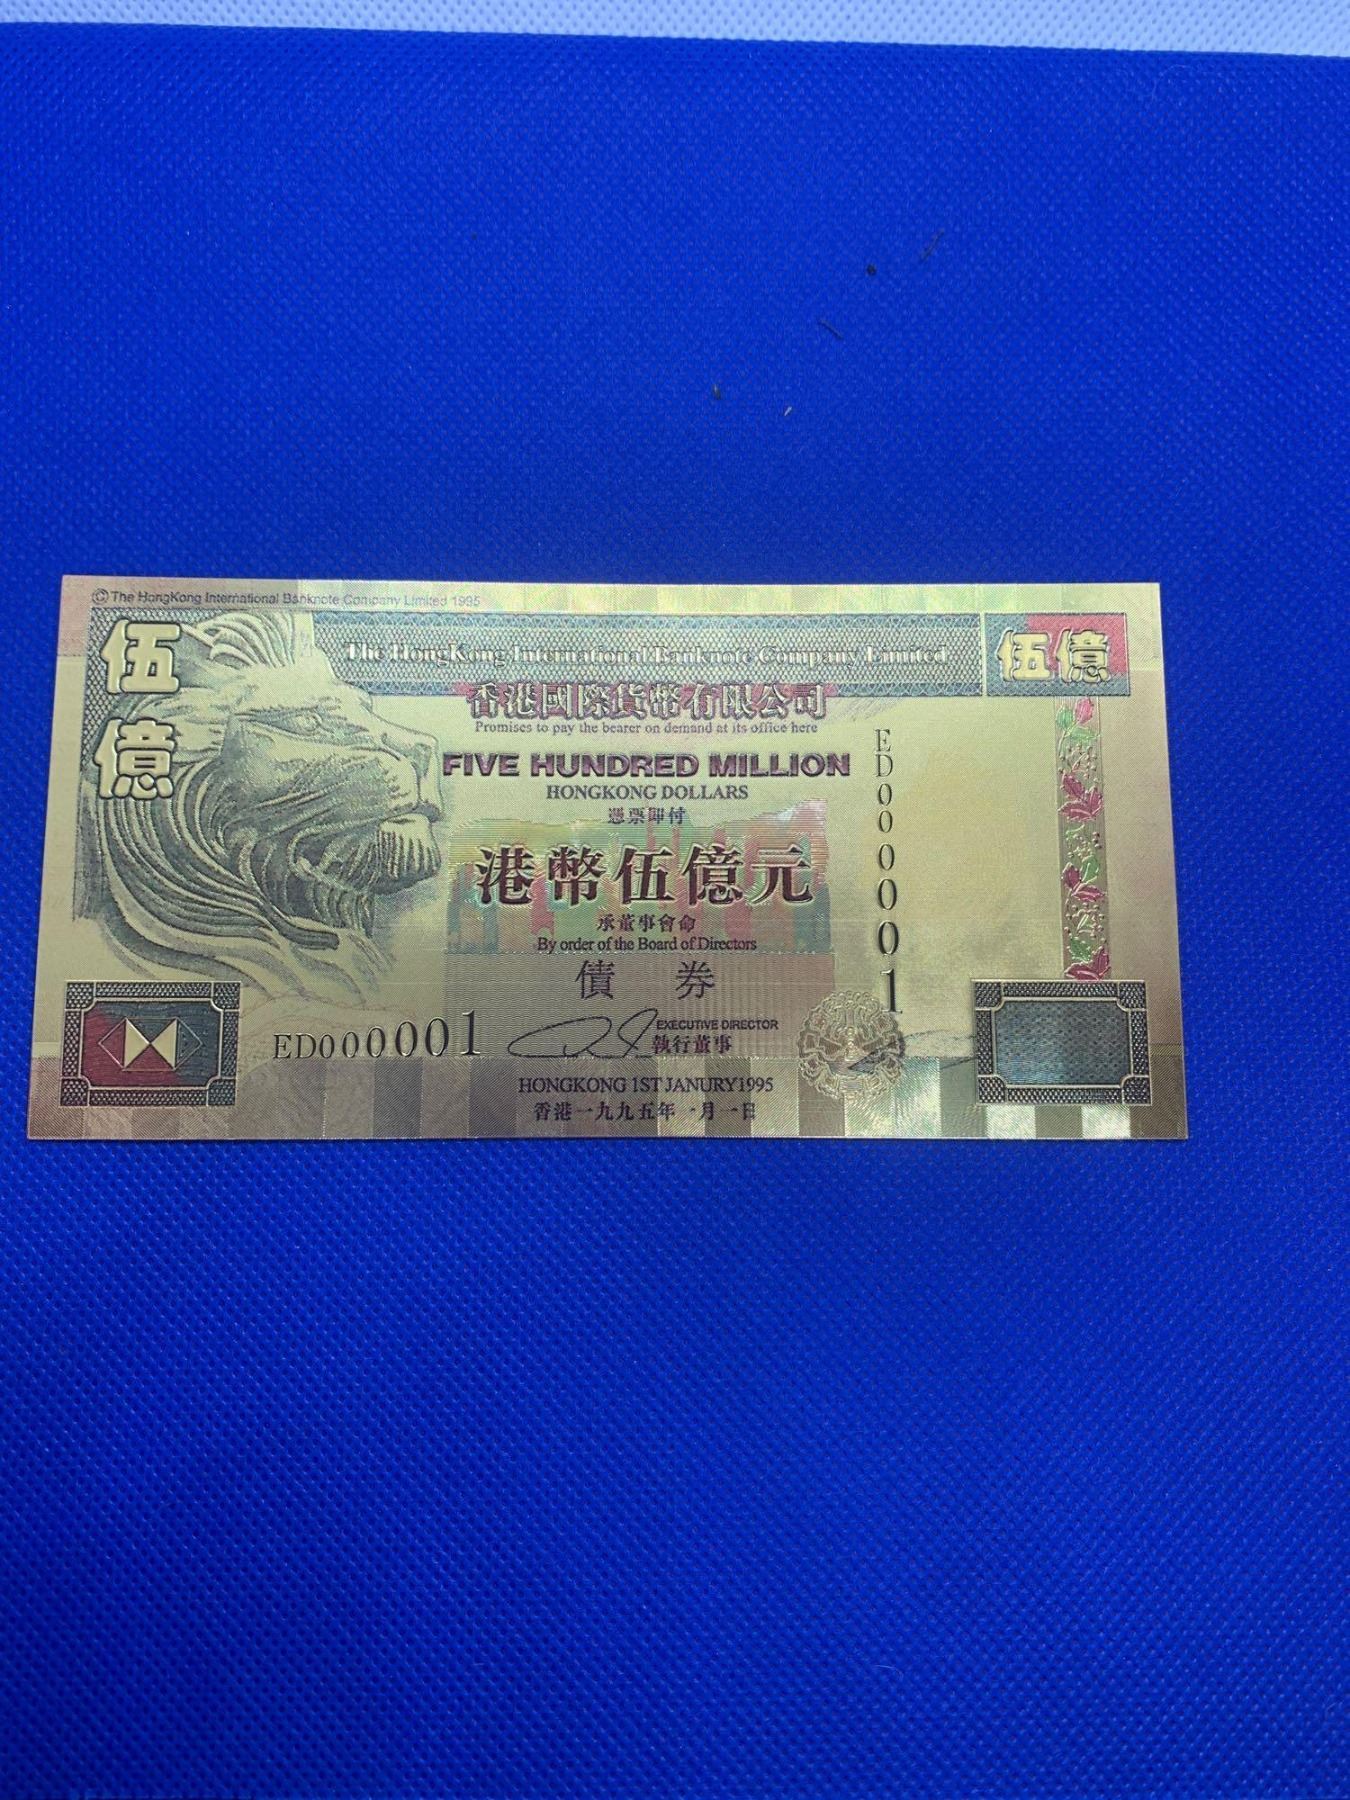 © The HongKong International Banknote Company Limited 1995
伍億
The HongKong International Banknote Company Limited
伍億
香港國際貨幣有限公司
Promises to pay the bearer on demand at its office here
FIVE HUNDRED MILLION
HONGKONG DOLLARS
憑票即付
港幣伍億元
承董事會命
By order of the Board of Directors
債 券
ED000001
ED000001
EXECUTIVE DIRECTOR
執行董事
HONGKONG 1ST JANURY1995
香港一九九五年一月一日